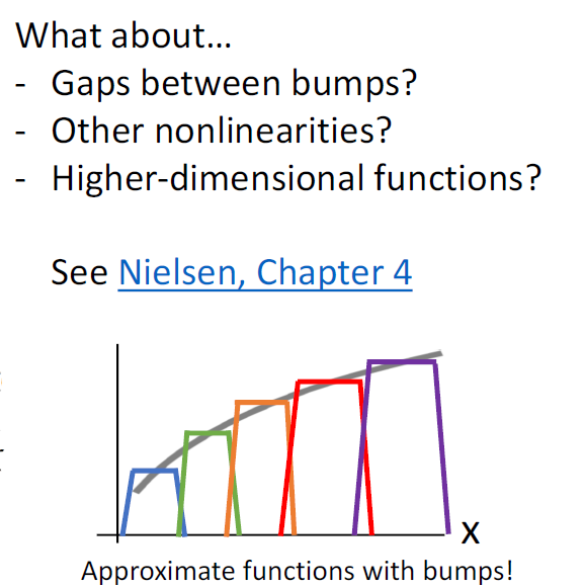 What about...
- Gaps between bumps?
- Other nonlinearities?
- Higher-dimensional functions?
See Nielsen, Chapter 4
x
Approximate functions with bumps!